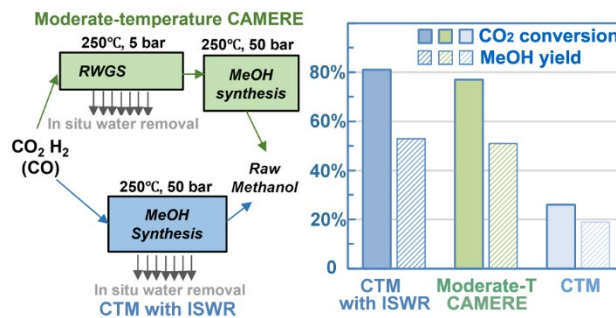 Moderate-temperature CAMERE
250℃, 5 bar
250℃, 50 bar
RWGS
MeOH
synthesis
In situ water removal
CO₂ H₂
(CO)
Raw
Methanol
250℃, 50 bar
MeOH
Synthesis
In situ water removal
CTM with ISWR
CO₂ conversion
MeOH yield
80%
60%
40%
20%
0
CTM
with ISWR
Moderate-T
CAMERE
CTM